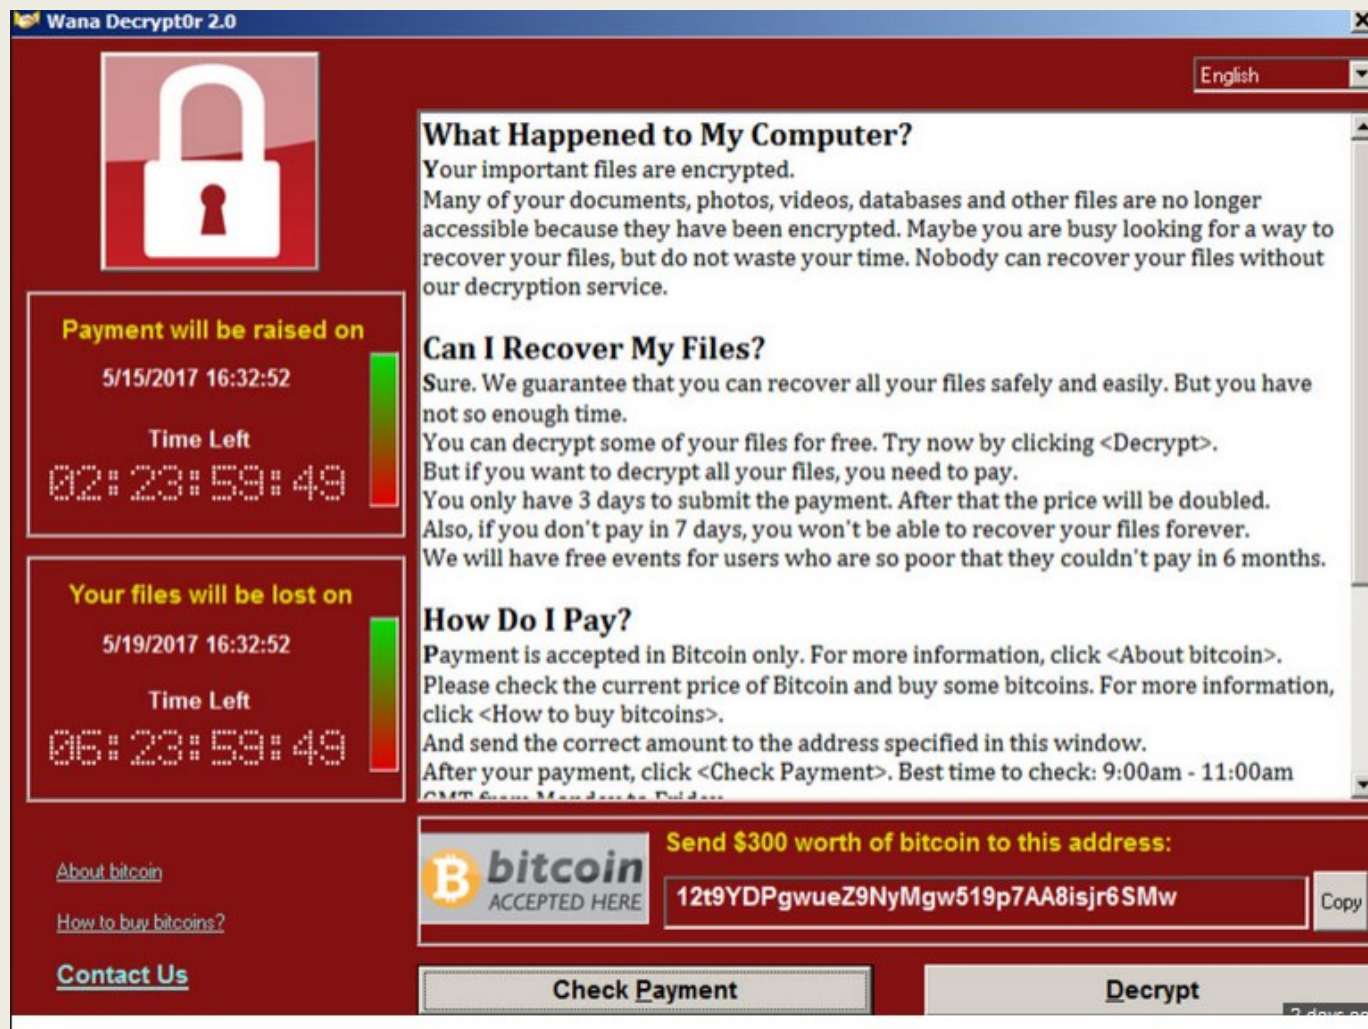 Wana Decrypt0r 2.0
English
What Happened to My Computer?
Your important files are encrypted.
Many of your documents, photos, videos, databases and other files are no longer
accessible because they have been encrypted. Maybe you are busy looking for a way to
recover your files, but do not waste your time. Nobody can recover your files without
our decryption service.
Can I Recover My Files?
Sure. We guarantee that you can recover all your files safely and easily. But you have
not so enough time.
You can decrypt some of your files for free. Try now by clicking <Decrypt>.
But if you want to decrypt all your files, you need to pay.
You only have 3 days to submit the payment. After that the price will be doubled.
Also, if you don't pay in 7 days, you won't be able to recover your files forever.
We will have free events for users who are so poor that they couldn't pay in 6 months.
How Do I Pay?
Payment is accepted in Bitcoin only. For more information, click <About bitcoin>.
Please check the current price of Bitcoin and buy some bitcoins. For more information,
click <How to buy bitcoins>.
And send the correct amount to the address specified in this window.
After your payment, click <Check Payment>. Best time to check: 9:00am - 11:00am
GMT from Monday to Friday
Payment will be raised on
5/15/2017 16:32:52
Time Left
02:23:59:49
Your files will be lost on
5/19/2017 16:32:52
Time Left
06:23:59:49
About bitcoin
How to buy bitcoins?
Contact Us
bitcoin
ACCEPTED HERE
Send $300 worth of bitcoin to this address:
12t9YDPgwueZ9NyMgw519p7AA8isjr6SMw
Copy
Check Payment
Decrypt